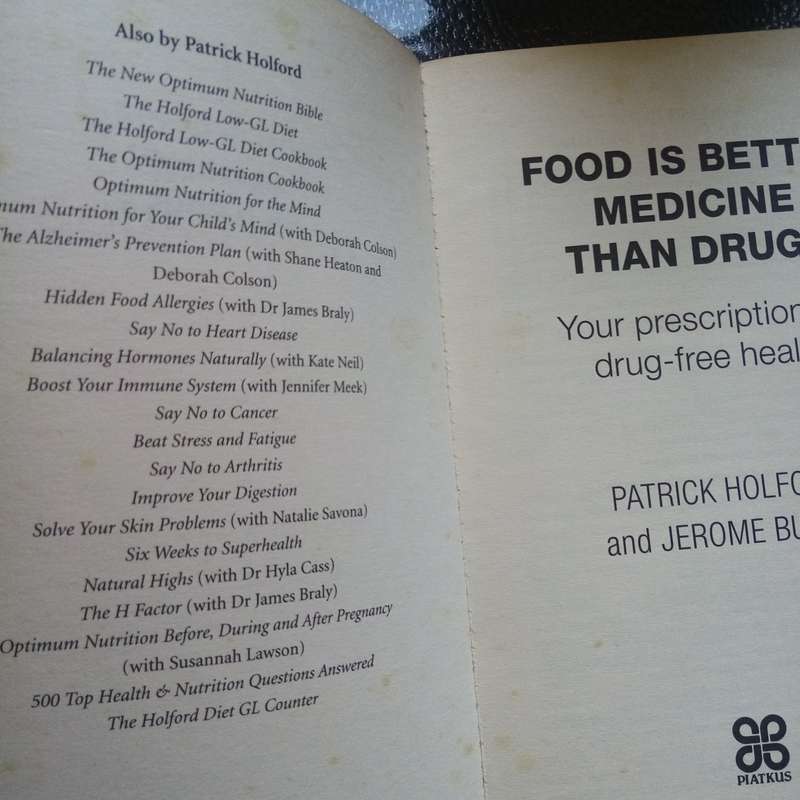 Also by Patrick Holford
The New Optimum Nutrition Bible
The Holford Low-GL Diet
The Holford Low-GL Diet Cookbook
The Optimum Nutrition Cookbook
Optimum Nutrition for the Mind
mum Nutrition for Your Child's Mind (with Deborah Colson)
The Alzheimer's Prevention Plan (with Shane Heaton and
Deborah Colson)
Hidden Food Allergies (with Dr James Braly)
Say No to Heart Disease
Balancing Hormones Naturally (with Kate Neil)
Boost Your Immune System (with Jennifer Meek)
Say No to Cancer
Beat Stress and Fatigue
Say No to Arthritis
Improve Your Digestion
Solve Your Skin Problems (with Natalie Savona)
Six Weeks to Superhealth
Natural Highs (with Dr Hyla Cass)
The H Factor (with Dr James Braly)
Optimum Nutrition Before, During and After Pregnancy
(with Susannah Lawson)
500 Top Health & Nutrition Questions Answered
The Holford Diet GL Counter
FOOD IS BETT
MEDICINE
THAN DRUG
Your prescription
drug-free heal
PATRICK HOLFO
and JEROME BU
PIATKUS